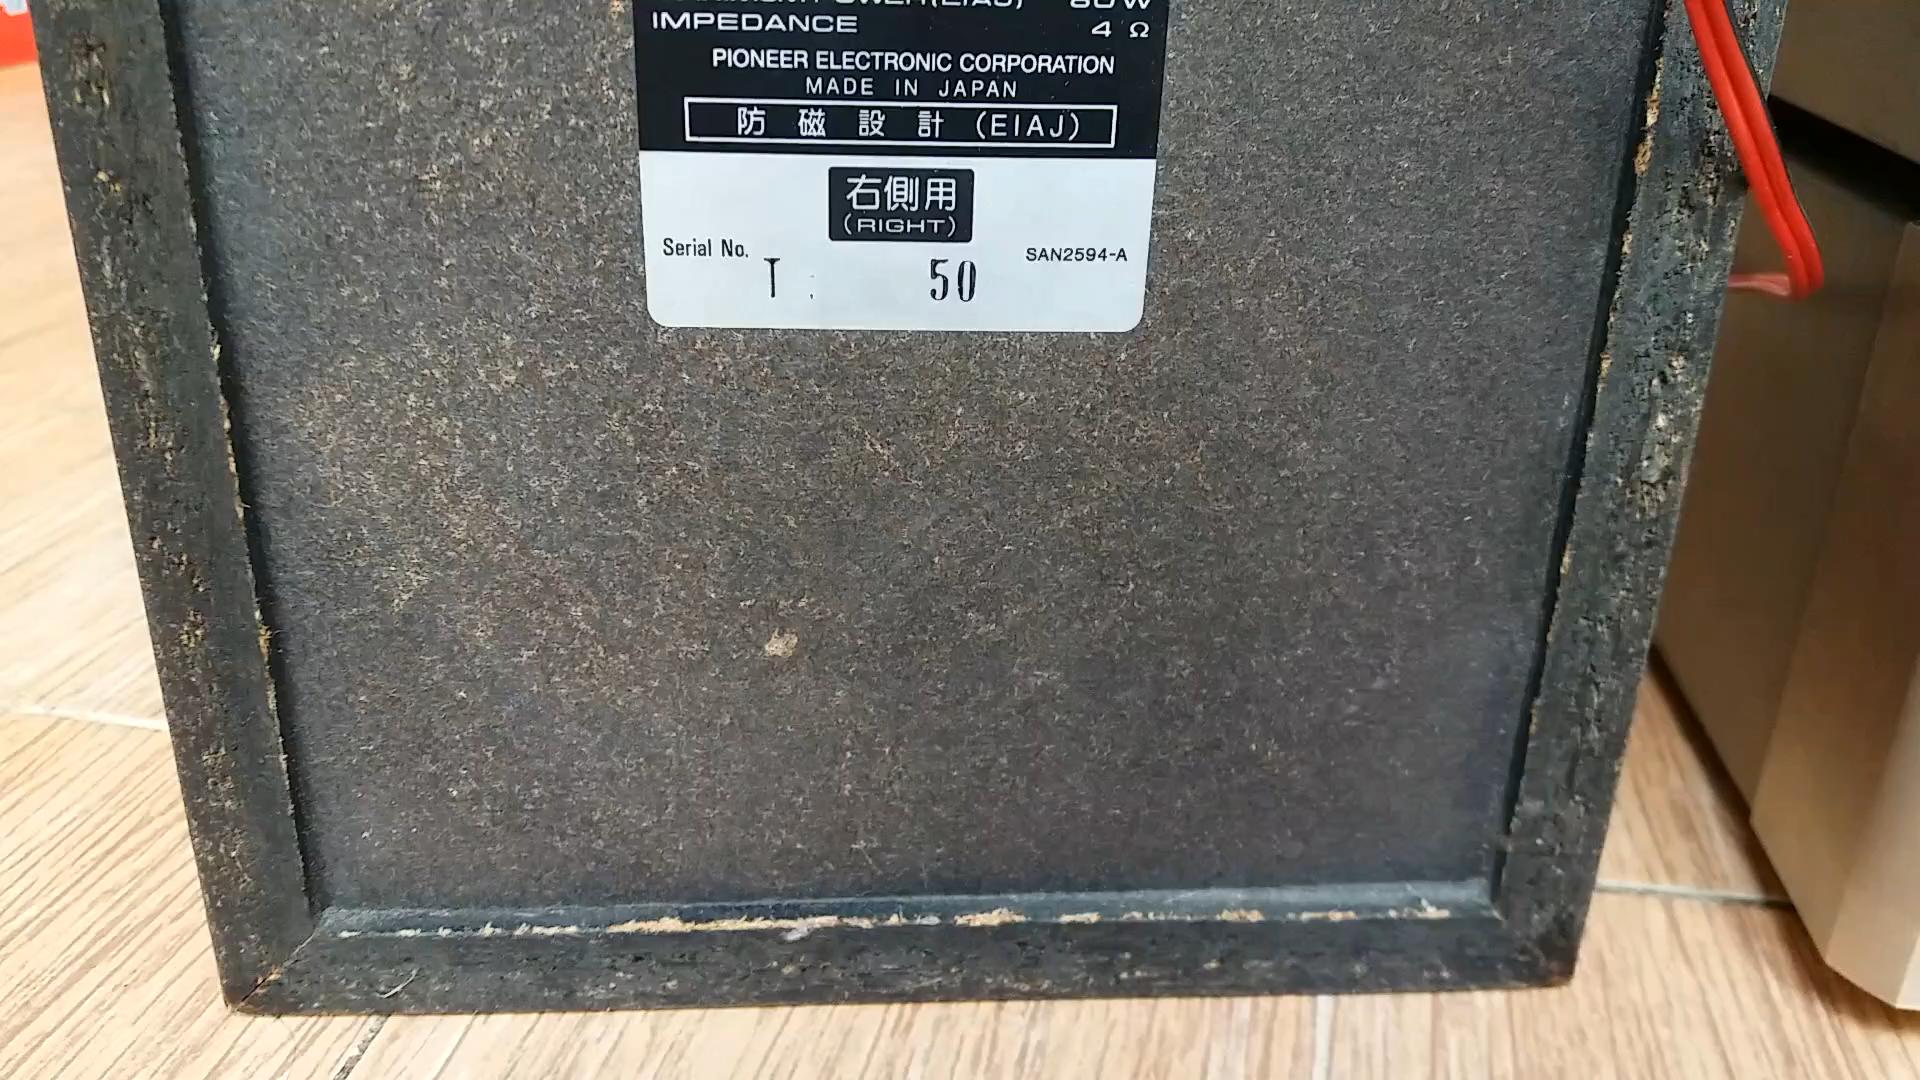 IMPEDANCE 4 Ω
PIONEER ELECTRONIC CORPORATION
MADE IN JAPAN
防磁設計 (EIAJ)
右側用
(RIGHT)
Serial No. SAN2594-A
T 50